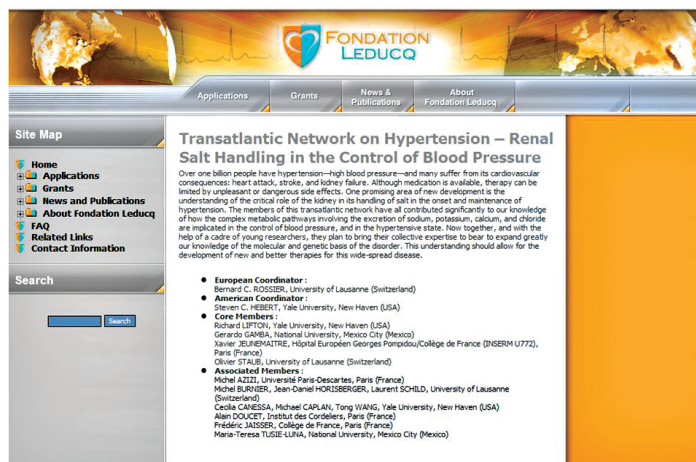 FONDATION
LEDUCQ
Applications
Grants
News &
Publications
About
Fondation Leducq
Site Map
Home
Applications
Grants
News and Publications
About Fondation Leducq
FAQ
Related Links
Contact Information
Search
Search
Transatlantic Network on Hypertension – Renal
Salt Handling in the Control of Blood Pressure
Over one billion people have hypertension—high blood pressure—and many suffer from its cardiovascular
consequences: heart attack, stroke, and kidney failure. Although medication is available, therapy can be
limited by unpleasant or dangerous side effects. One promising area of new development is the
understanding of the critical role of the kidney in its handling of salt in the onset and maintenance of
hypertension. The members of this transatlantic network have all contributed significantly to our knowledge
of how the complex metabolic pathways involving the excretion of sodium, potassium, calcium, and chloride
are implicated in the control of blood pressure, and in the hypertensive state. Now together, and with the
help of a cadre of young researchers, they plan to bring their collective expertise to bear to expand greatly
our knowledge of the molecular and genetic basis of the disorder. This understanding should allow for the
development of new and better therapies for this wide-spread disease.
● European Coordinator :
Bernard C. ROSSIER, University of Lausanne (Switzerland)
● American Coordinator :
Steven C. HEBERT, Yale University, New Haven (USA)
● Core Members :
Richard LIFTON, Yale University, New Haven (USA)
Gerardo GAMBA, National University, Mexico City (Mexico)
Xavier JEUNEMAITRE, Hôpital Européen Georges Pompidou/Collège de France (INSERM U772),
Paris (France)
Olivier STAUB, University of Lausanne (Switzerland)
● Associated Members :
Michel AZIZI, Université Paris-Descartes, Paris (France)
Michel BURNIER, Jean-Daniel HORISBERGER, Laurent SCHILD, University of Lausanne
(Switzerland)
Cecilia CANESSA, Michael CAPLAN, Tong WANG, Yale University, New Haven (USA)
Alain DOUCET, Institut des Cordeliers, Paris (France)
Frédéric JAISSER, Collège de France, Paris (France)
Maria-Teresa TUSIE-LUNA, National University, Mexico City (Mexico)